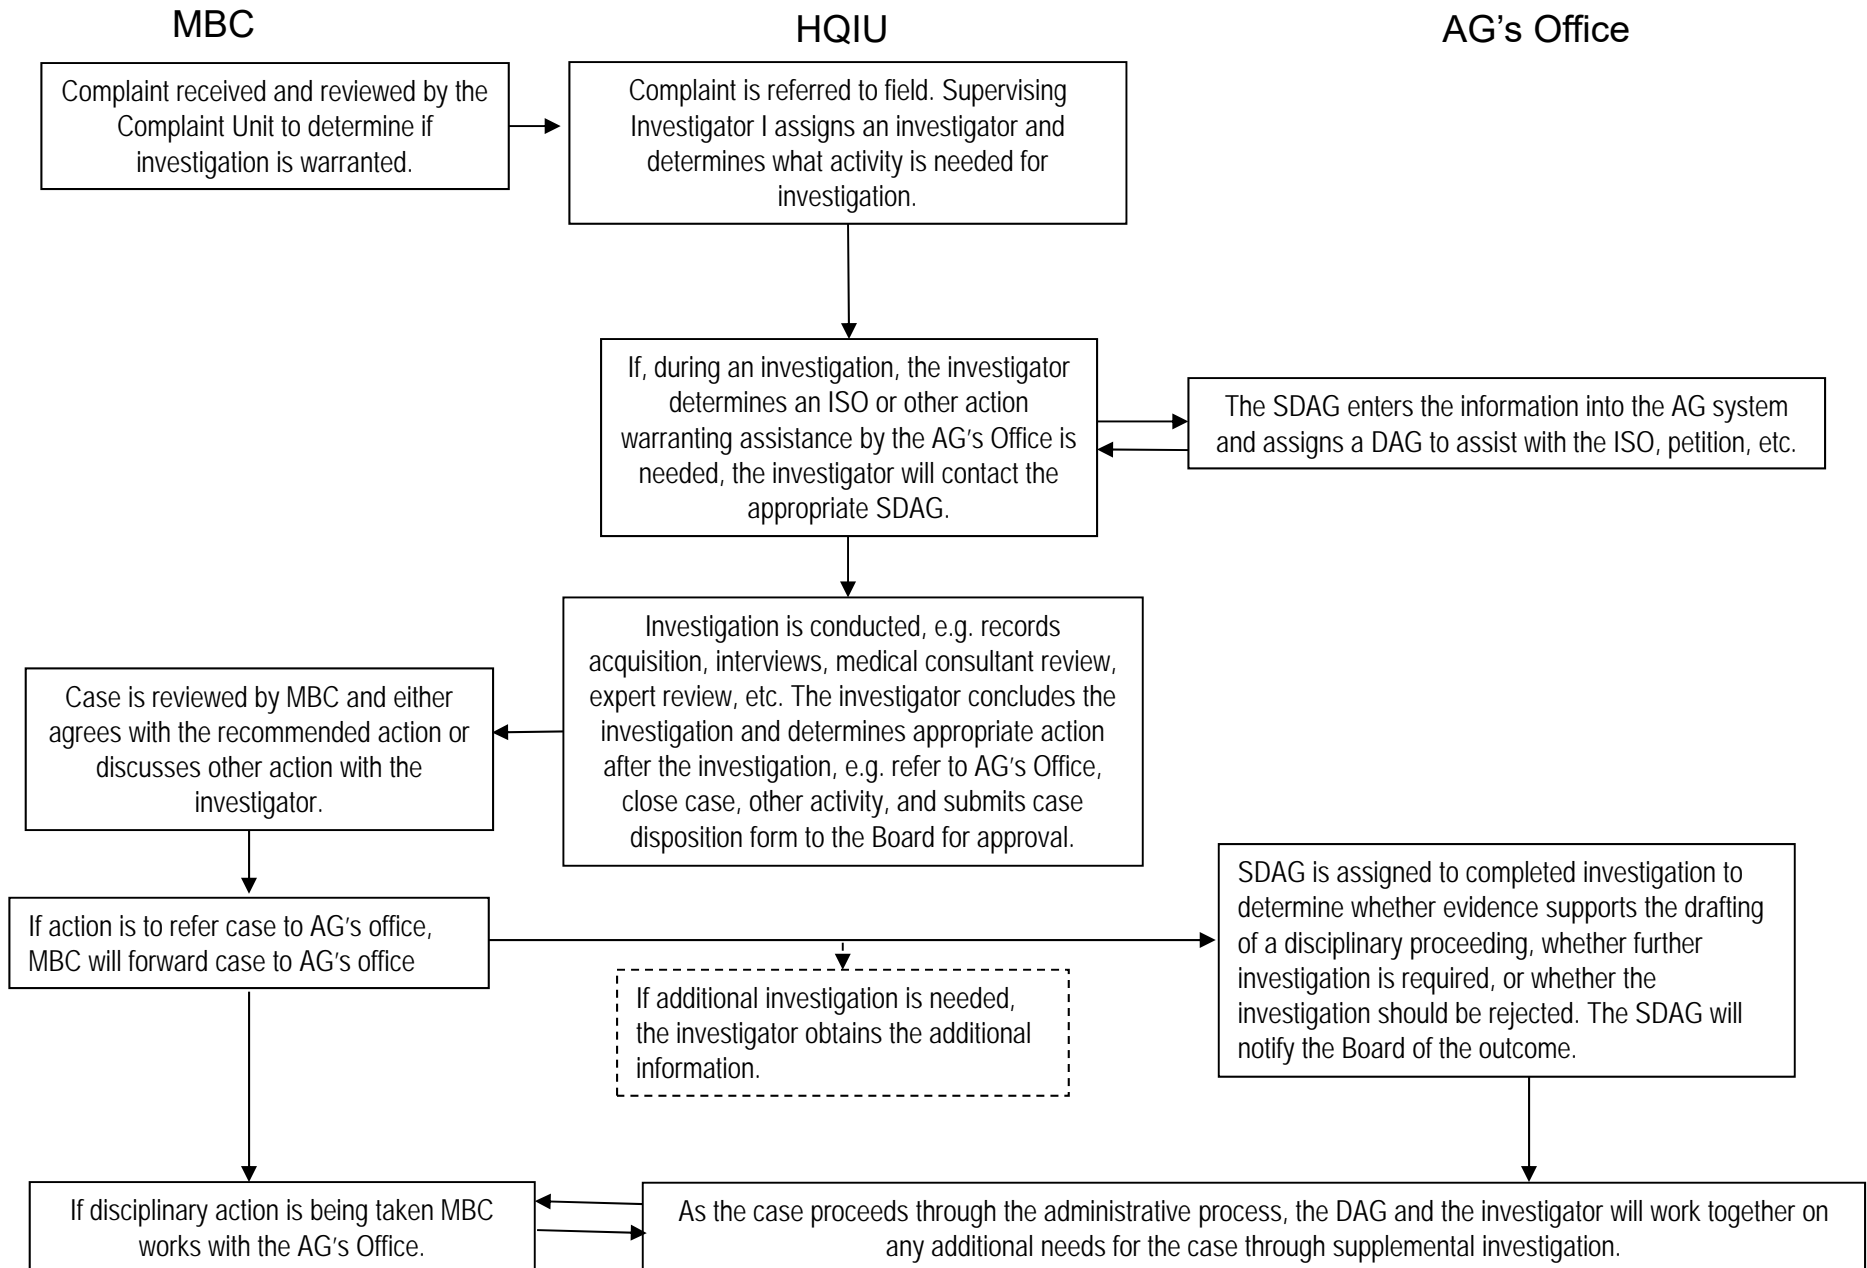 MBC
HQIU
AG’s Office
Complaint received and reviewed by the
Complaint Unit to determine if
investigation is warranted.
Complaint is referred to field. Supervising
Investigator I assigns an investigator and
determines what activity is needed for
investigation.
If, during an investigation, the investigator
determines an ISO or other action
warranting assistance by the AG’s Office is
needed, the investigator will contact the
appropriate SDAG.
The SDAG enters the information into the AG system
and assigns a DAG to assist with the ISO, petition, etc.
Investigation is conducted, e.g. records
acquisition, interviews, medical consultant review,
expert review, etc. The investigator concludes the
investigation and determines appropriate action
after the investigation, e.g. refer to AG’s Office,
close case, other activity, and submits case
disposition form to the Board for approval.
Case is reviewed by MBC and either
agrees with the recommended action or
discusses other action with the
investigator.
If action is to refer case to AG’s office,
MBC will forward case to AG’s office
SDAG is assigned to completed investigation to
determine whether evidence supports the drafting
of a disciplinary proceeding, whether further
investigation is required, or whether the
investigation should be rejected. The SDAG will
notify the Board of the outcome.
If additional investigation is needed,
the investigator obtains the additional
information.
If disciplinary action is being taken MBC
works with the AG’s Office.
As the case proceeds through the administrative process, the DAG and the investigator will work together on
any additional needs for the case through supplemental investigation.